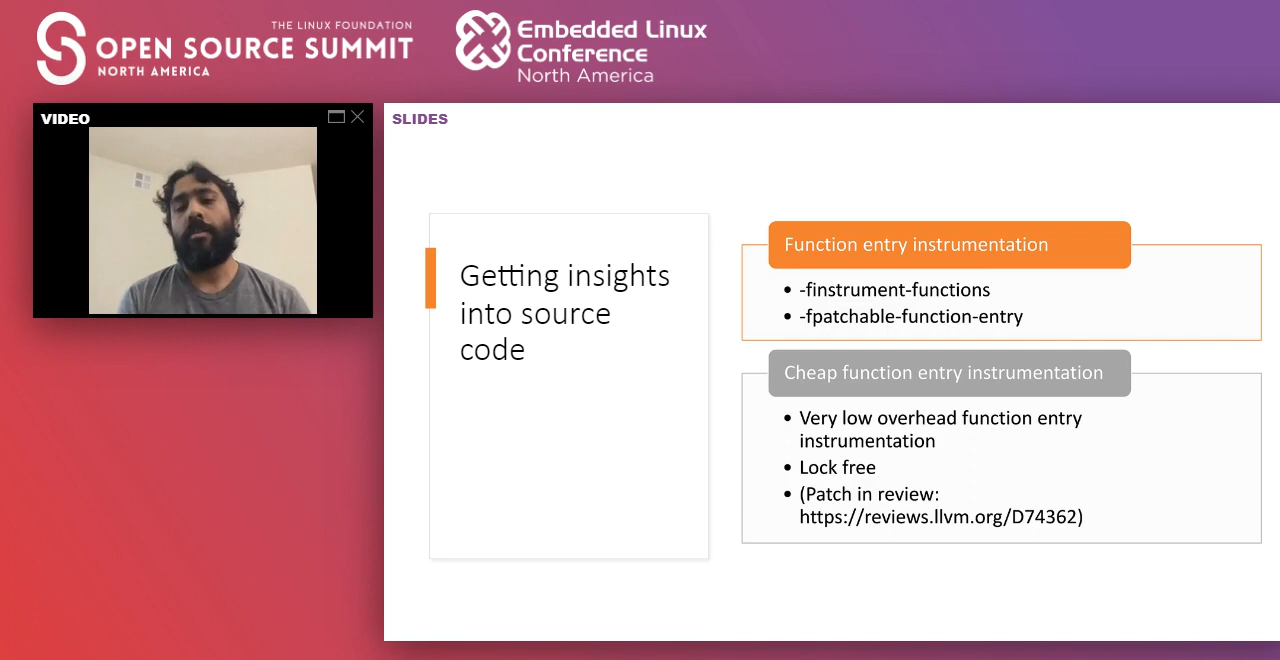 THE LINUX FOUNDATION
OPEN SOURCE SUMMIT
NORTH AMERICA
Embedded Linux
Conference
North America
VIDEO
SLIDES
Getting insights
into source
code
Function entry instrumentation
• -finstrument-functions
• -fpatchable-function-entry
Cheap function entry instrumentation
• Very low overhead function entry
instrumentation
• Lock free
• (Patch in review:
https://reviews.llvm.org/D74362)